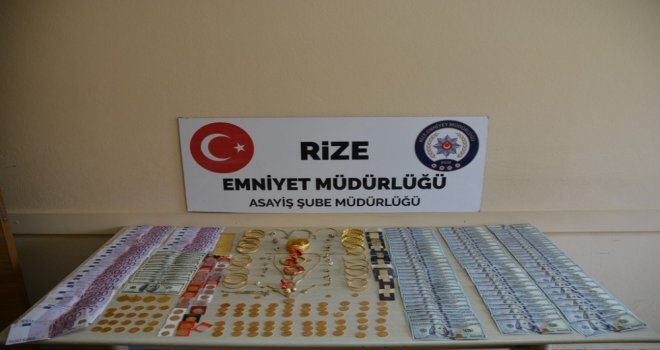 RİZE
EMNİYET MÜDÜRLÜĞÜ
ASAYİŞ ŞUBE MÜDÜRLÜĞÜ